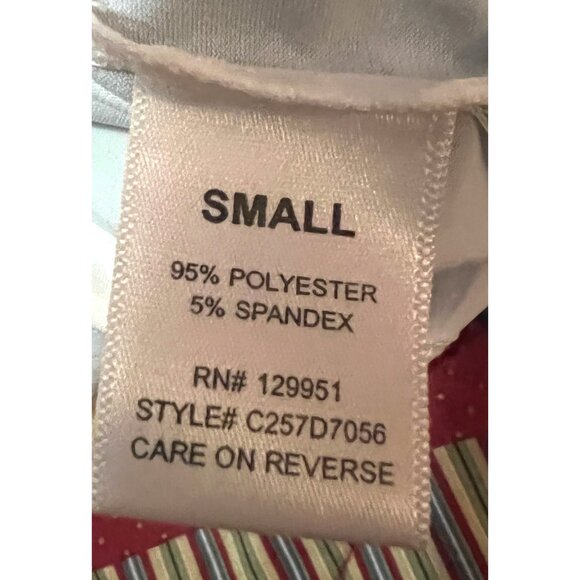 SMALL
95% POLYESTER
5% SPANDEX
RN# 129951
STYLE# C257D7056
CARE ON REVERSE